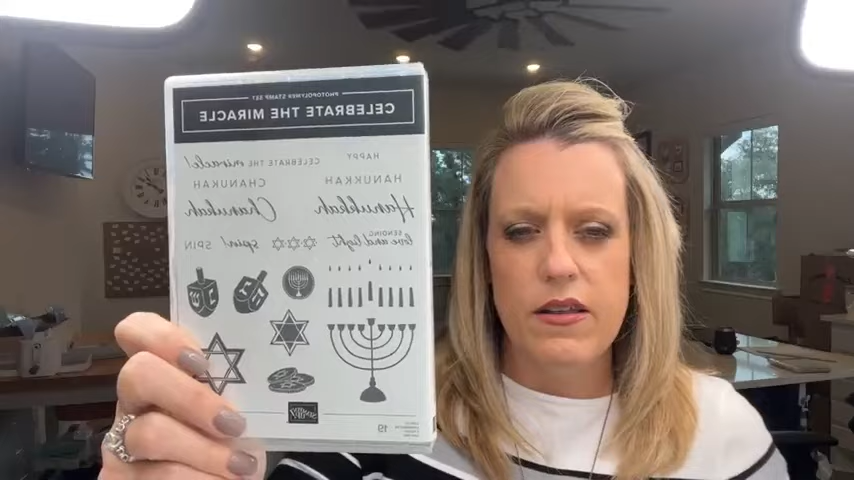 PHOTOPOLYMER STAMP SET
CELEBRATE THE MIRACLE
HAPPY CELEBRATE THE miracle!
HANUKKAH CHANUKAH
Hanukkah Chanukah
SENDING
love and light spin! SPIN
19